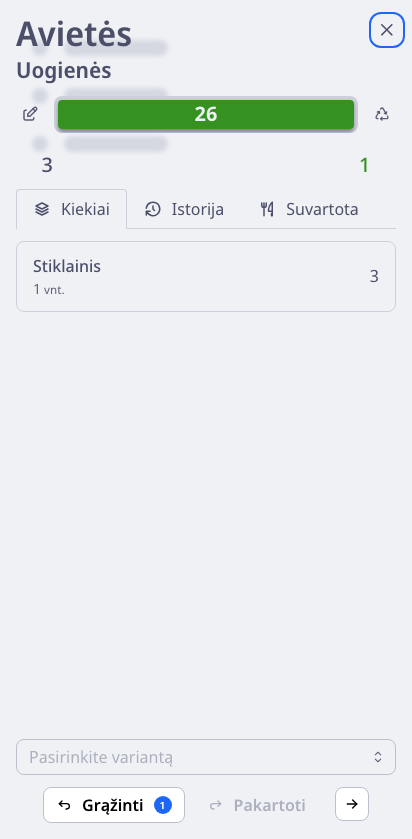 Avietės
Uogienės
26
3 1
Kiekiai Istorija Suvartota
Stiklainis
1 vnt.
3
Pasirinkite variantą
Grąžinti 1 Pakartoti